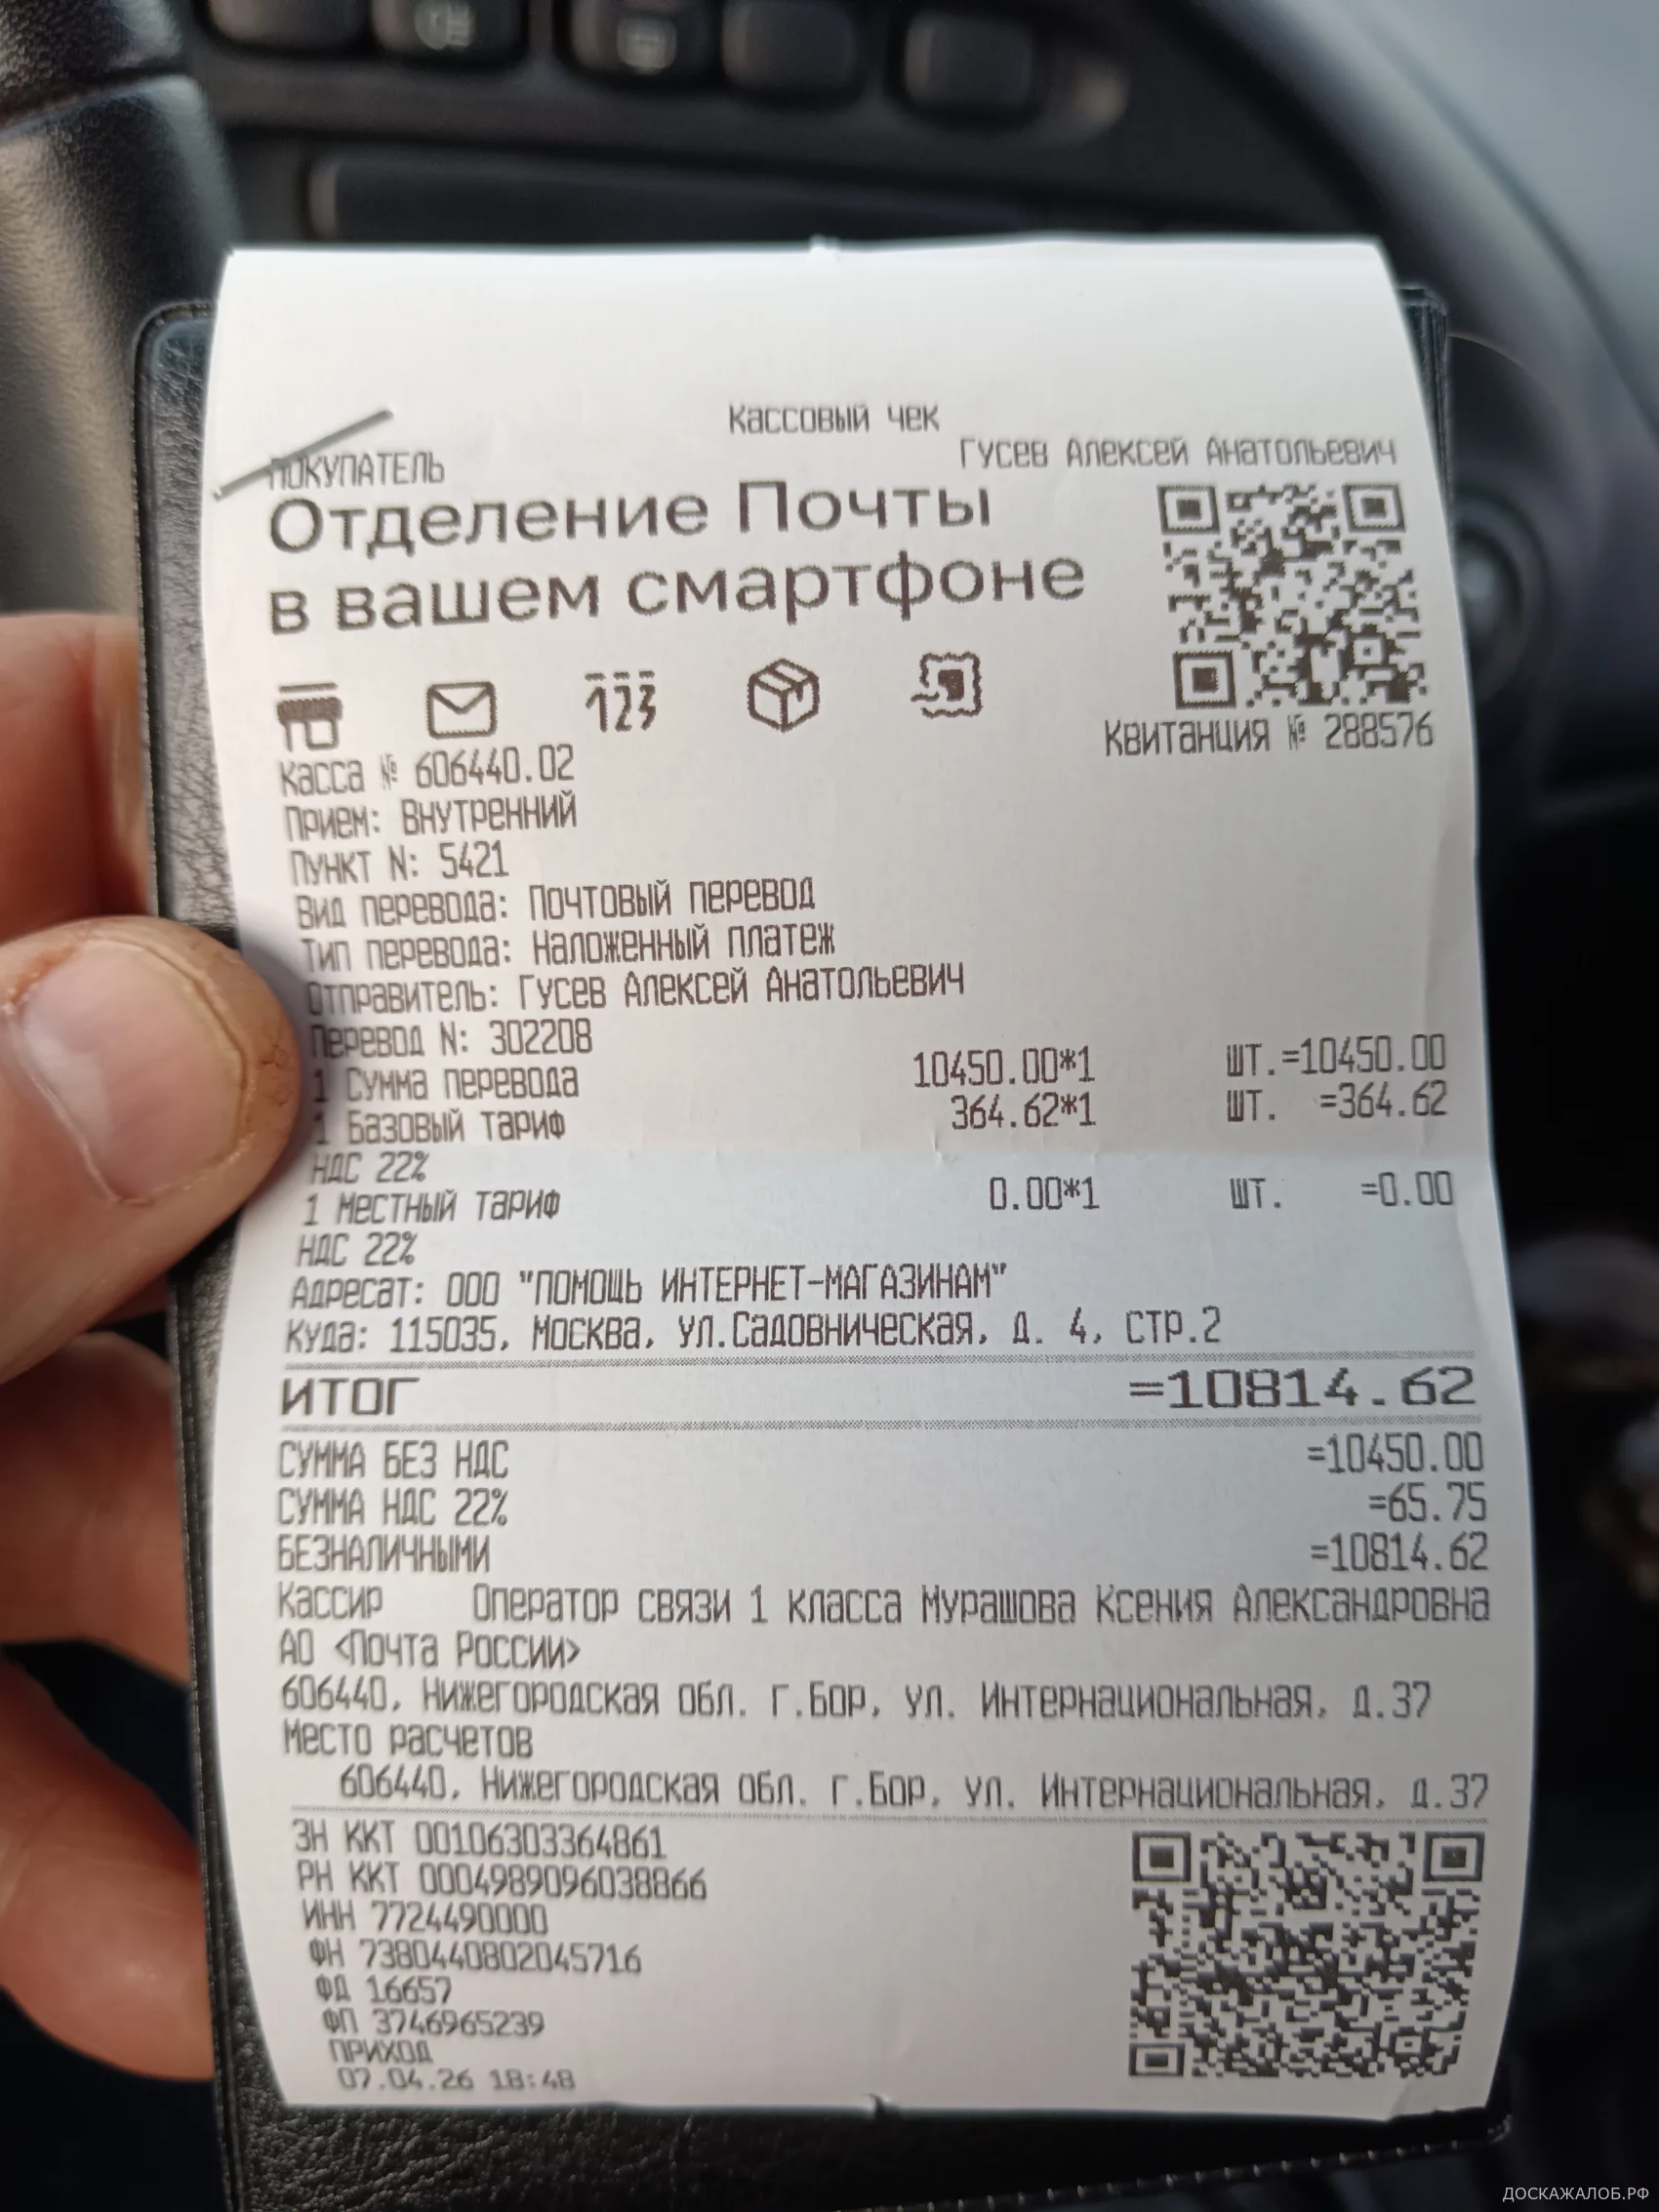 Кассовый чек
ПОКУПАТЕЛЬ Гусев Алексей Анатольевич
Отделение Почты
в вашем смартфоне
123
Квитанция № 288576
Касса № 606440.02
Прием: Внутренний
Пункт N: 5421
Вид перевода: Почтовый перевод
Тип перевода: Наложенный платеж
Отправитель: Гусев Алексей Анатольевич
Перевод N: 302208
1 Сумма перевода 10450.00*1 шт.=10450.00
1 Базовый тариф 364.62*1 шт. =364.62
НДС 22%
1 Местный тариф 0.00*1 шт. =0.00
НДС 22%
Адресат: ООО "ПОМОЩЬ ИНТЕРНЕТ-МАГАЗИНАМ"
Куда: 115035, Москва, ул.Садовническая, д. 4, стр.2
ИТОГ =10814.62
СУММА БЕЗ НДС =10450.00
СУММА НДС 22% =65.75
БЕЗНАЛИЧНЫМИ =10814.62
Кассир Оператор связи 1 класса Мурашова Ксения Александровна
АО <Почта России>
606440, Нижегородская обл. г.Бор, ул. Интернациональная, д.37
Место расчетов
606440, Нижегородская обл. г.Бор, ул. Интернациональная, д.37
ЗН ККТ 00106303364861
РН ККТ 0004989096038866
ИНН 7724490000
ФН 7380440802045716
ФД 16657
ФП 3746965239
ПРИХОД
07.04.26 18:48
ДОСКАЖАЛОБ.РФ